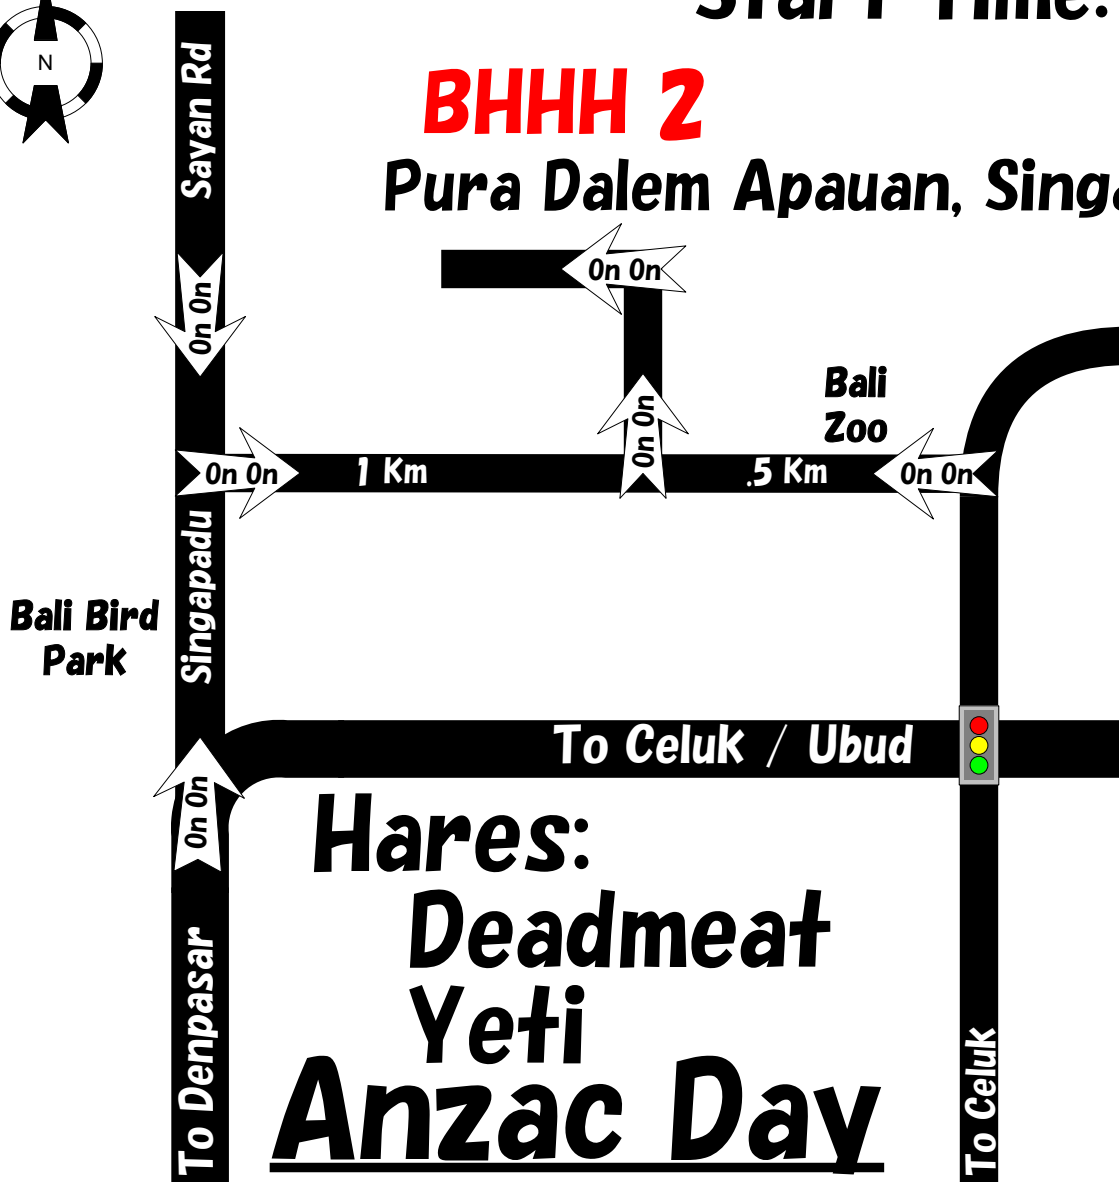 Start Time:
N
Sayan Rd
BHHH 2
Pura Dalem Apauan,
On On
On On
Bali
Zoo
On On
On On
1 Km
.5 Km
On On
Singapadu
Bali Bird
Park
To Celuk / Ubud
On On
Hares:
Deadmeat
Yeti
Anzac Day
To Denpasar
To Celuk